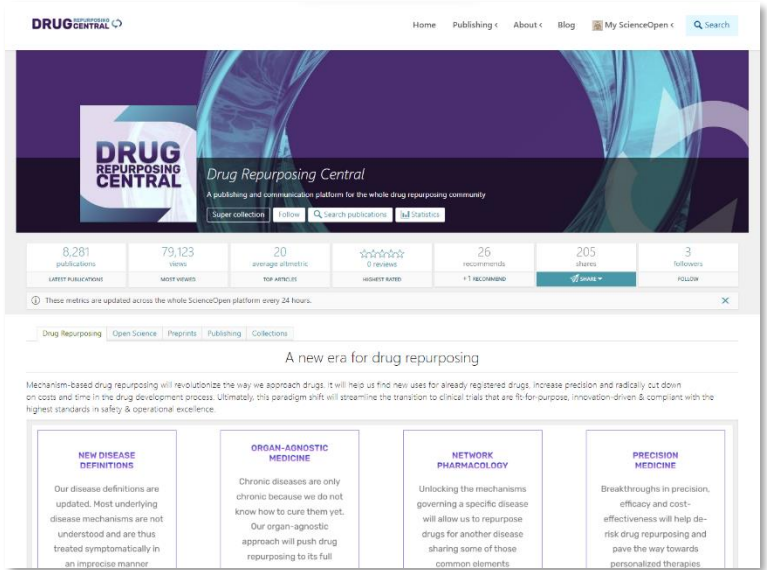 DRUG REPURPOSING CENTRAL
Home Publishing < About < Blog My ScienceOpen < Search
DRUG
REPURPOSING
CENTRAL
Drug Repurposing Central
A publishing and communication platform for the whole drug repurposing community
Super collection Follow Search publications Statistics
8,281 79,123 20 26 205 3
publications views average altmetric 0 reviews recommends shares followers
LATEST PUBLICATIONS MOST VIEWED TOP ARTICLES HIGHEST RATED +1 RECOMMEND SHARE FOLLOW
These metrics are updated across the whole ScienceOpen platform every 24 hours. ×
Drug Repurposing Open Science Preprints Publishing Collections
A new era for drug repurposing
Mechanism-based drug repurposing will revolutionize the way we approach drugs. It will help us find new uses for already registered drugs, increase precision and radically cut down
on costs and time in the drug development process. Ultimately, this paradigm shift will streamline the transition to clinical trials that are fit-for-purpose, innovation-driven & compliant with the
highest standards in safety & operational excellence
NEW DISEASE
DEFINITIONS
Our disease definitions are
updated. Most underlying
disease mechanisms are not
understood and are thus
treated symptomatically in
an imprecise manner
ORGAN-AGNOSTIC
MEDICINE
Chronic diseases are only
chronic because we do not
know how to cure them yet.
Our organ-agnostic
approach will push drug
repurposing to its full
NETWORK
PHARMACOLOGY
Unlocking the mechanisms
governing a specific disease
will allow us to repurpose
drugs for another disease
sharing some of those
common elements
PRECISION
MEDICINE
Breakthroughs in precision,
efficacy and cost-
effectiveness will help de-
risk drug repurposing and
pave the way towards
personalized therapies